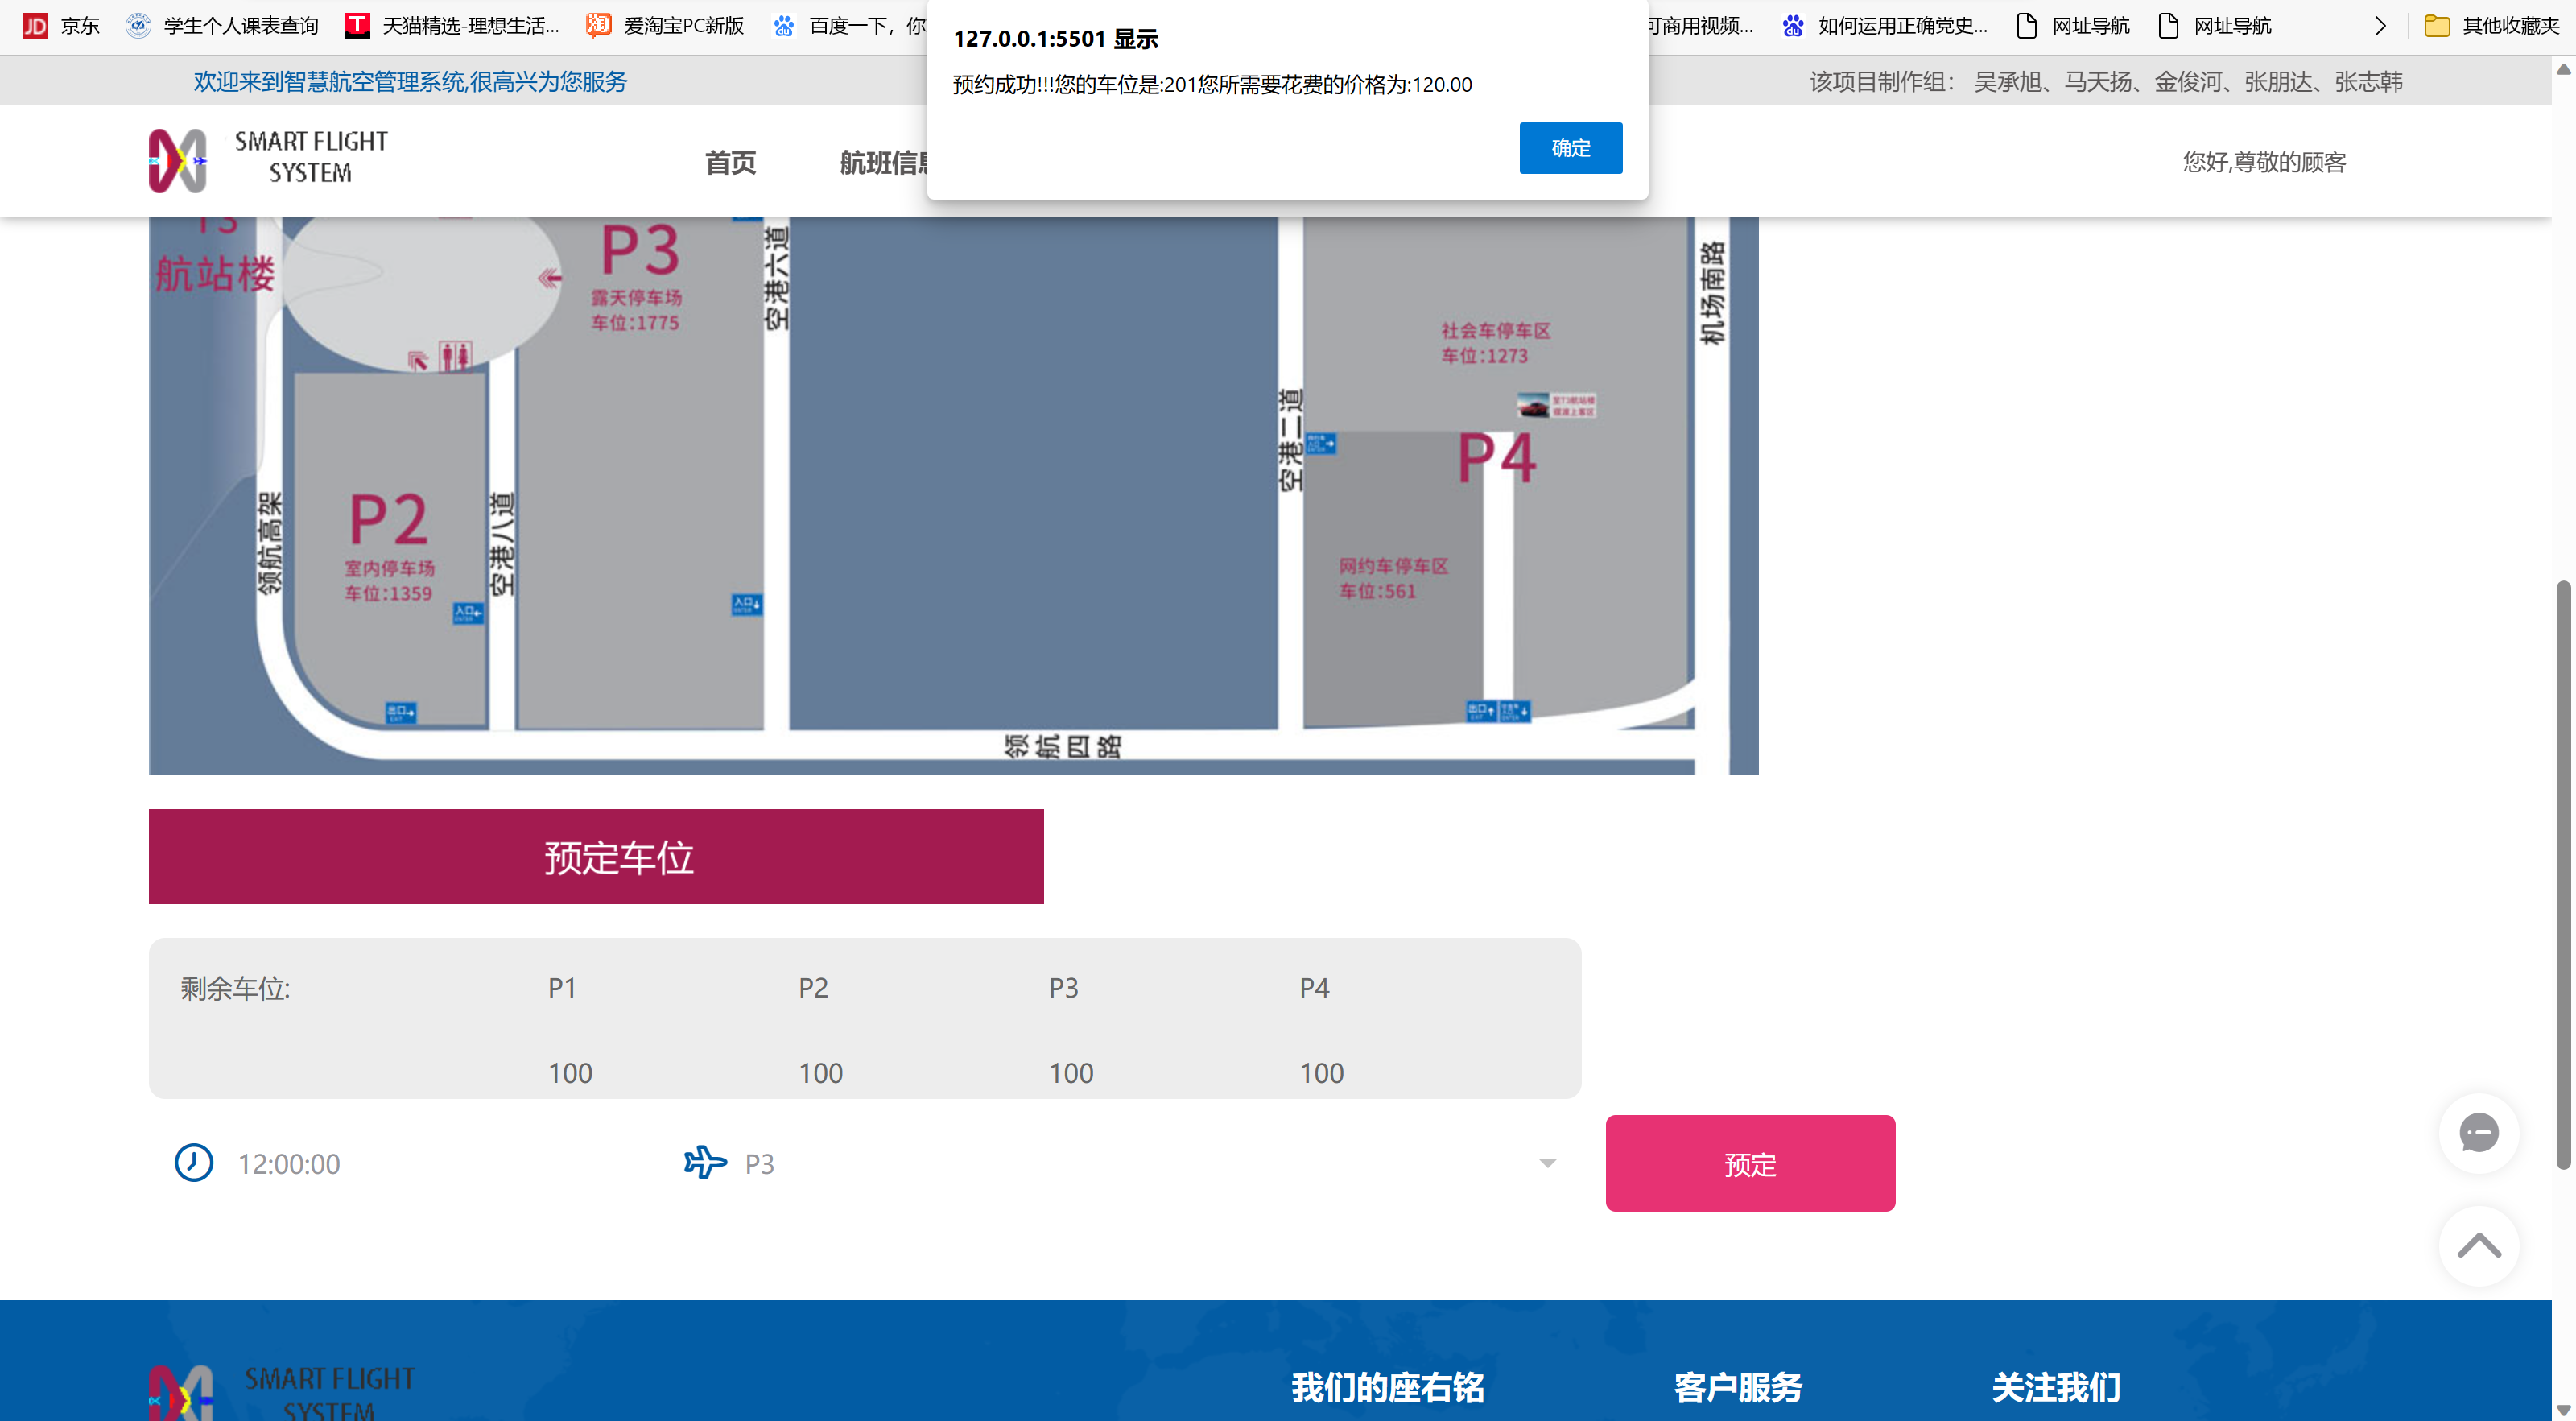 京东
学生个人课表查询
天猫精选-理想生活...
爱淘宝PC新版
百度一下，你
可商用视频...
如何运用正确党史...
网址导航
网址导航
其他收藏夹
127.0.0.1:5501 显示
预约成功!!!您的车位是:201您所需要花费的价格为:120.00
确定
欢迎来到智慧航空管理系统,很高兴为您服务
该项目制作组： 吴承旭、马天扬、金俊河、张朋达、张志韩
SMART FLIGHT
SYSTEM
首页
航班信息
您好,尊敬的顾客
T3
航站楼
P3
露天停车场
车位:1775
空港六道
机场南路
社会车停车区
车位:1273
空港二道
P4
网约车停车区
车位:561
领航高架
P2
室内停车场
车位:1359
空港八道
入口
入口
出口
出口
领航四路
预定车位
剩余车位:
P1
P2
P3
P4
100
100
100
100
12:00:00
P3
预定
SMART FLIGHT
SYSTEM
我们的座右铭
客户服务
关注我们